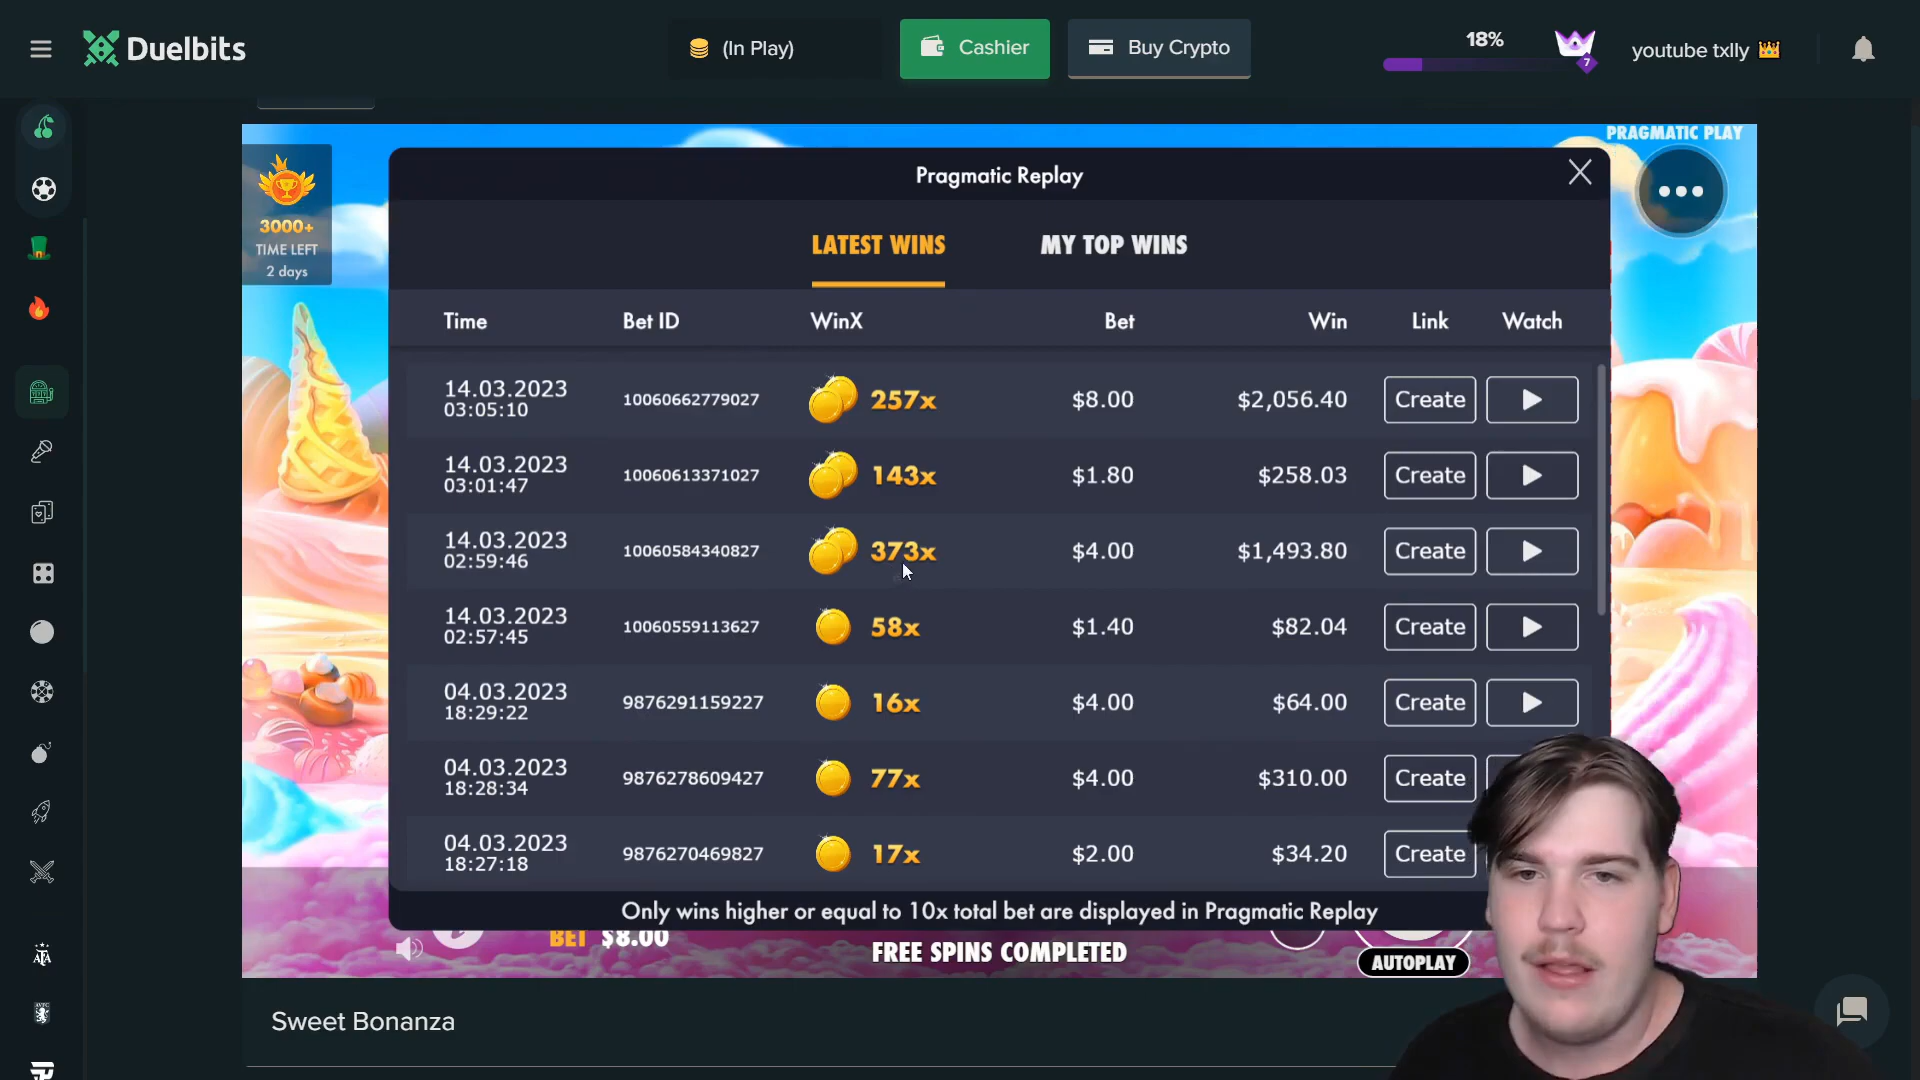 Duelbits
(In Play)
Cashier
Buy Crypto
18%
7
youtube txlly
PRAGMATIC PLAY
3000+
TIME LEFT
2 days
Pragmatic Replay
LATEST WINS
MY TOP WINS
Time Bet ID WinX Bet Win Link Watch
14.03.2023
03:05:10
10060662779027 257x $8.00 $2,056.40 Create
14.03.2023
03:01:47
10060613371027 143x $1.80 $258.03 Create
14.03.2023
02:59:46
10060584340827 373x $4.00 $1,493.80 Create
14.03.2023
02:57:45
10060559113627 58x $1.40 $82.04 Create
04.03.2023
18:29:22
9876291159227 16x $4.00 $64.00 Create
04.03.2023
18:28:34
9876278609427 77x $4.00 $310.00 Create
04.03.2023
18:27:18
9876270469827 17x $2.00 $34.20 Create
Only wins higher or equal to 10x total bet are displayed in Pragmatic Replay
BET $8.00
FREE SPINS COMPLETED
AUTOPLAY
Sweet Bonanza